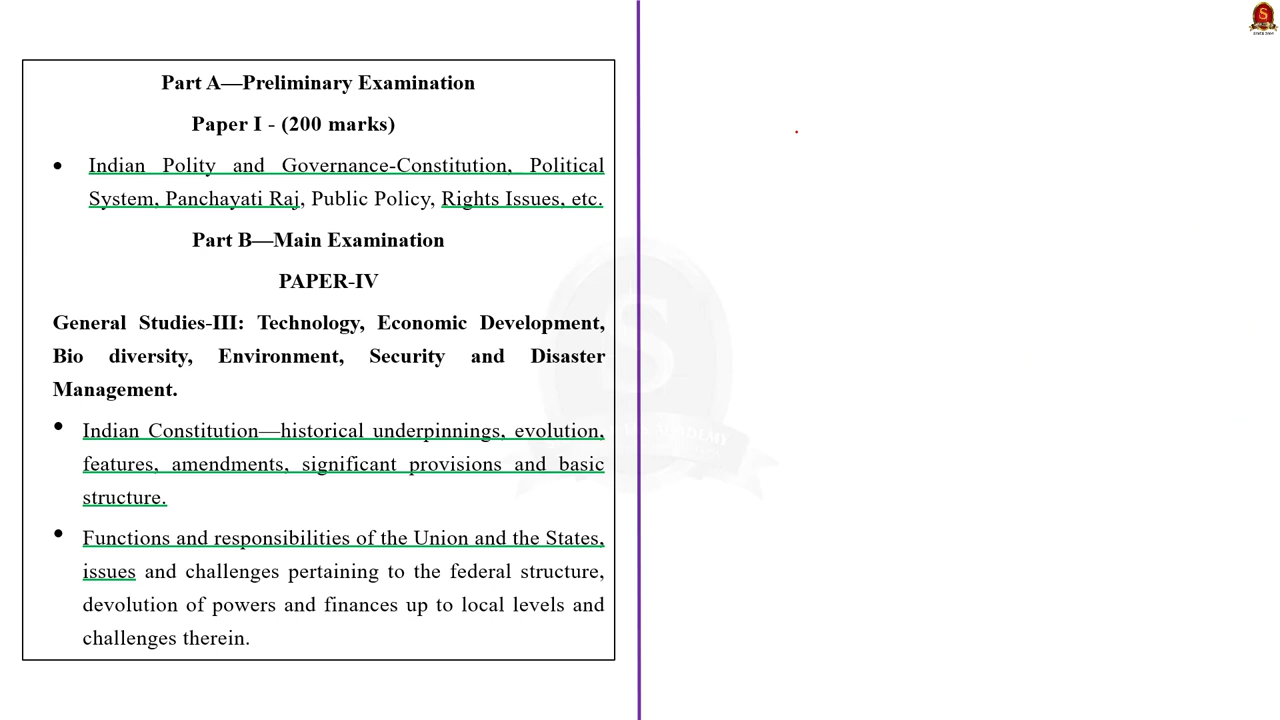 Part A—Preliminary Examination
Paper I - (200 marks)
• Indian Polity and Governance-Constitution, Political
System, Panchayati Raj, Public Policy, Rights Issues, etc.
Part B—Main Examination
PAPER-IV
General Studies-III: Technology, Economic Development,
Bio diversity, Environment, Security and Disaster
Management.
• Indian Constitution—historical underpinnings, evolution,
features, amendments, significant provisions and basic
structure.
• Functions and responsibilities of the Union and the States,
issues and challenges pertaining to the federal structure,
devolution of powers and finances up to local levels and
challenges therein.
S
S
ACADEMY